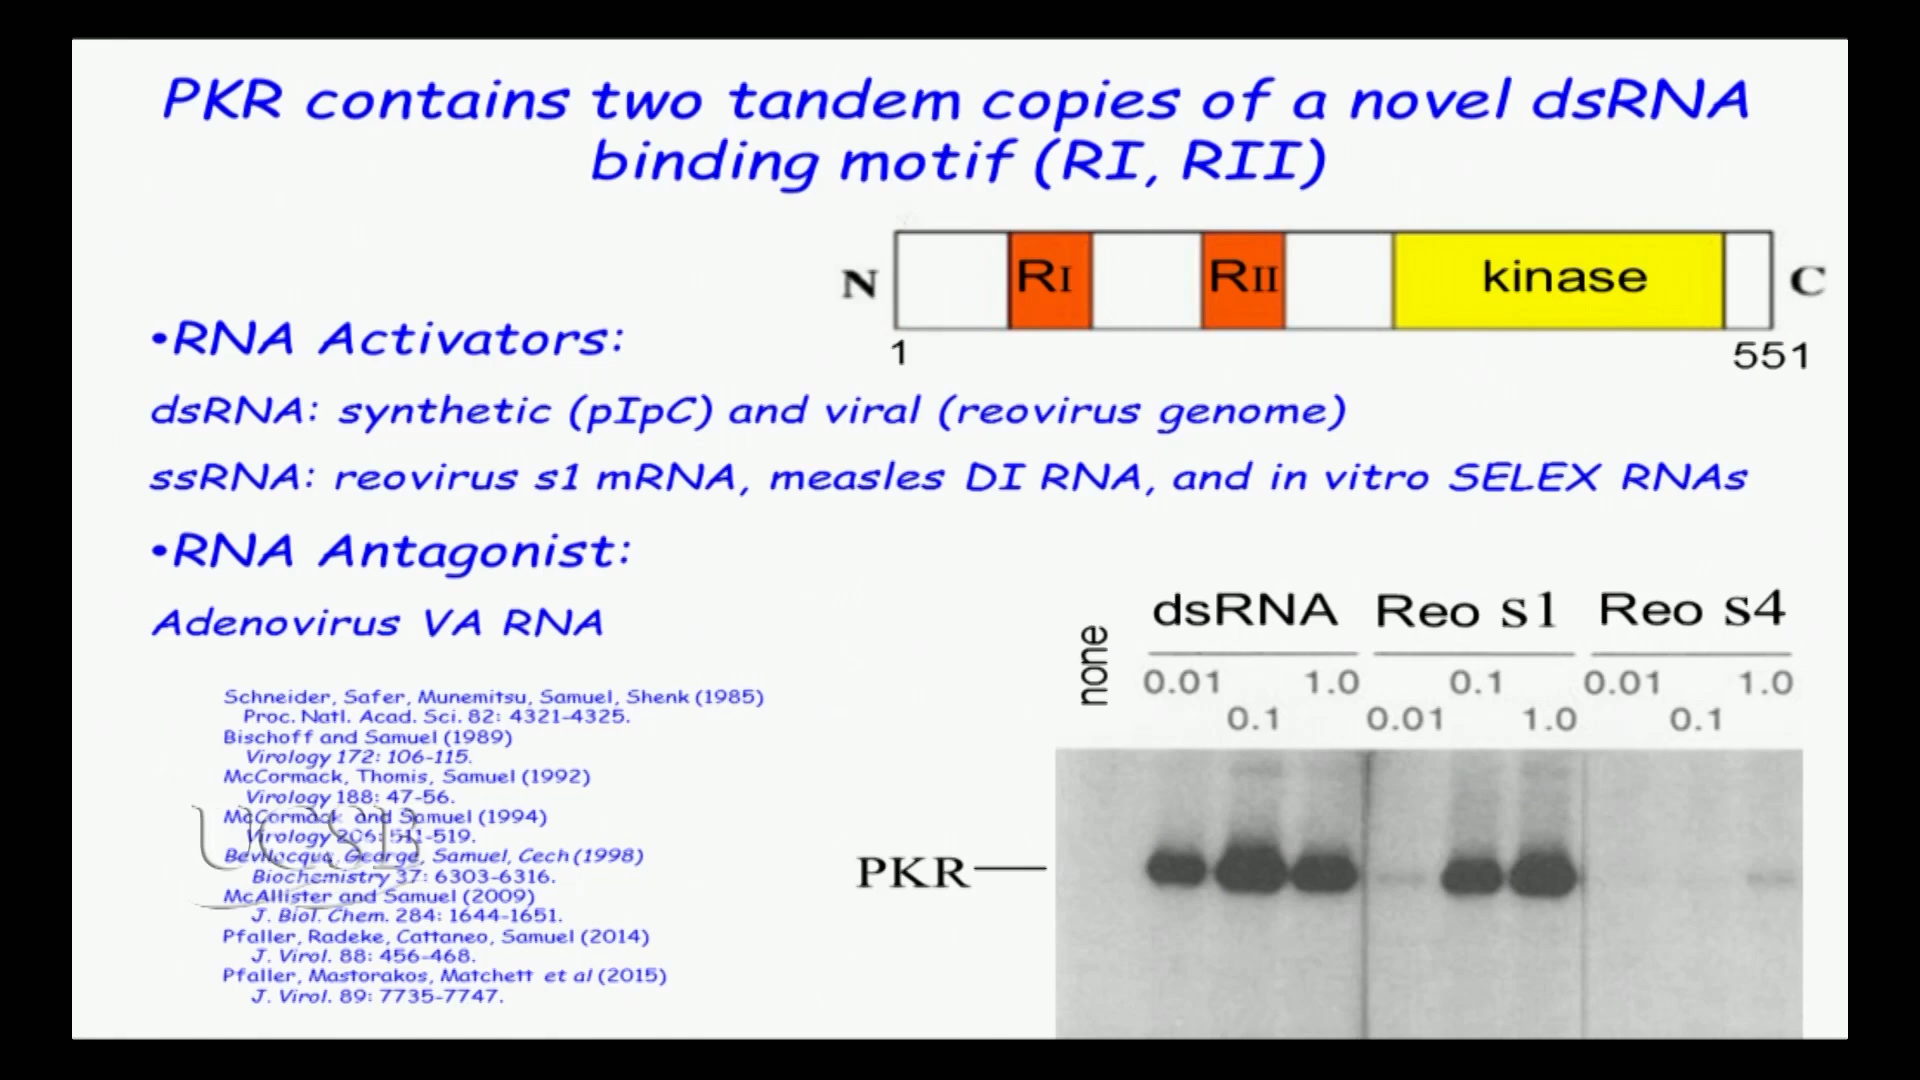 PKR contains two tandem copies of a novel dsRNA
binding motif (RI, RII)
N
RI
RII
kinase
C
1
551
•RNA Activators:
dsRNA: synthetic (pIpC) and viral (reovirus genome)
ssRNA: reovirus s1 mRNA, measles DI RNA, and in vitro SELEX RNAs
•RNA Antagonist:
Adenovirus VA RNA
Schneider, Safer, Munemitsu, Samuel, Shenk (1985)
Proc. Natl. Acad. Sci. 82: 4321-4325.
Bischoff and Samuel (1989)
Virology 172: 106-115.
McCormack, Thomis, Samuel (1992)
Virology 188: 47-56.
McCormack and Samuel (1994)
Virology 206: 511-519.
Bevilacqua, George, Samuel, Cech (1998)
Biochemistry 37: 6303-6316.
McAllister and Samuel (2009)
J. Biol. Chem. 284: 1644-1651.
Pfaller, Radeke, Cattaneo, Samuel (2014)
J. Virol. 88: 456-468.
Pfaller, Mastorakos, Matchett et al (2015)
J. Virol. 89: 7735-7747.
UCSB
none
dsRNA Reo s1 Reo s4
0.01 1.0 0.1 0.01 1.0
0.1 0.01 1.0 0.1
PKR